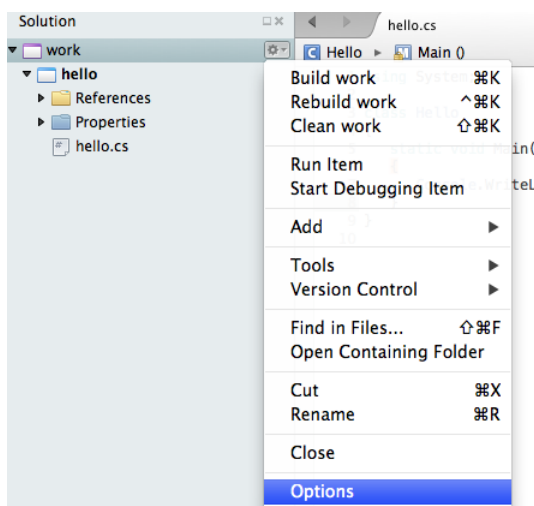 Solution
hello.cs
work
Hello
Main ()
hello
References
Properties
hello.cs
Build work ⌘K
Rebuild work ^⌘K
Clean work ⇧⌘K
Run Item
Start Debugging Item
Add
Tools
Version Control
Find in Files... ⇧⌘F
Open Containing Folder
Cut ⌘X
Rename ⌘R
Close
Options